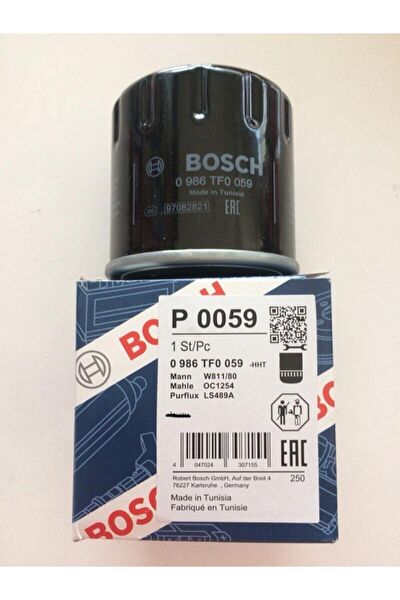 BOSCH
0 986 TF0 059
Made in Tunisia
97082821
EAC
BOSCH
P 0059
1 St/Pc
0 986 TF0 059 -HHT
Mann W811/80
Mahle OC1254
Purflux LS489A
4 047024 307155
EAC
Robert Bosch GmbH, Auf der Breit 4
76227 Karlsruhe , Germany
250
Made in Tunisia
Fabriqué en Tunisie